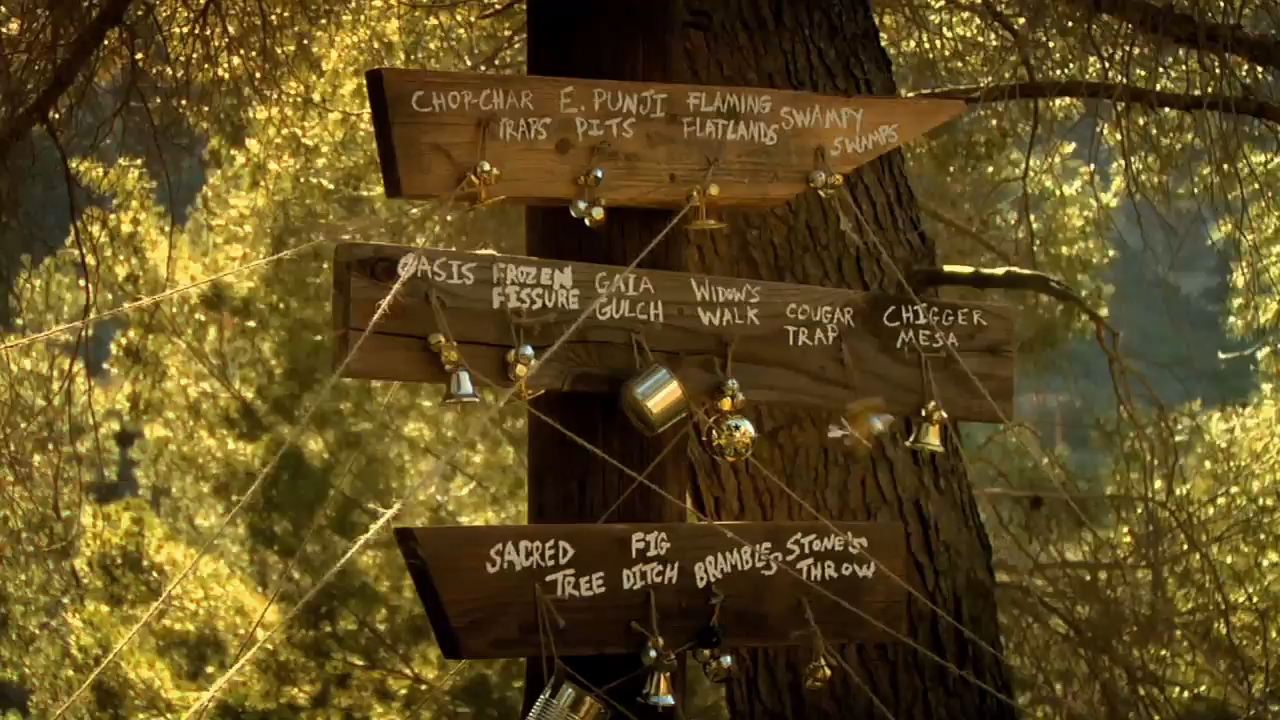 CHOP-CHAR E. PUNJI FLAMING SWAMPY
TRAPS PITS FLATLANDS SWAMPS
OASIS FROZEN GAIA WIDOW'S COUGAR CHIGGER
FISSURE GULCH WALK TRAP MESA
SACRED FIG BRAMBLES STONE'S
TREE DITCH THROW